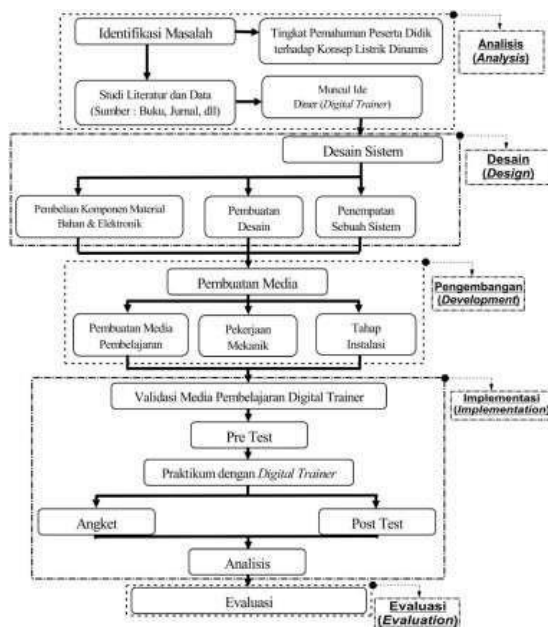 Identifikasi Masalah
Tingkat Pemahaman Peserta Didik
terhadap Konsep Listrik Dinamis
Analisis
(Analysis)
Studi Literatur dan Data
(Sumber : Buku, Jurnal, dll)
Muncul Ide
Diner (Digital Trainer)
Desain Sistem
Desain
(Design)
Pembelian Komponen Material
Bahan & Elektronik
Pembuatan
Desain
Penempatan
Sebuah Sistem
Pembuatan Media
Pengembangan
(Development)
Pembuatan Media
Pembelajaran
Pekerjaan
Mekanik
Tahap
Instalasi
Validasi Media Pembelajaran Digital Trainer
Implementasi
(Implementation)
Pre Test
Praktikum dengan Digital Trainer
Angket
Post Test
Analisis
Evaluasi
Evaluasi
(Evaluation)